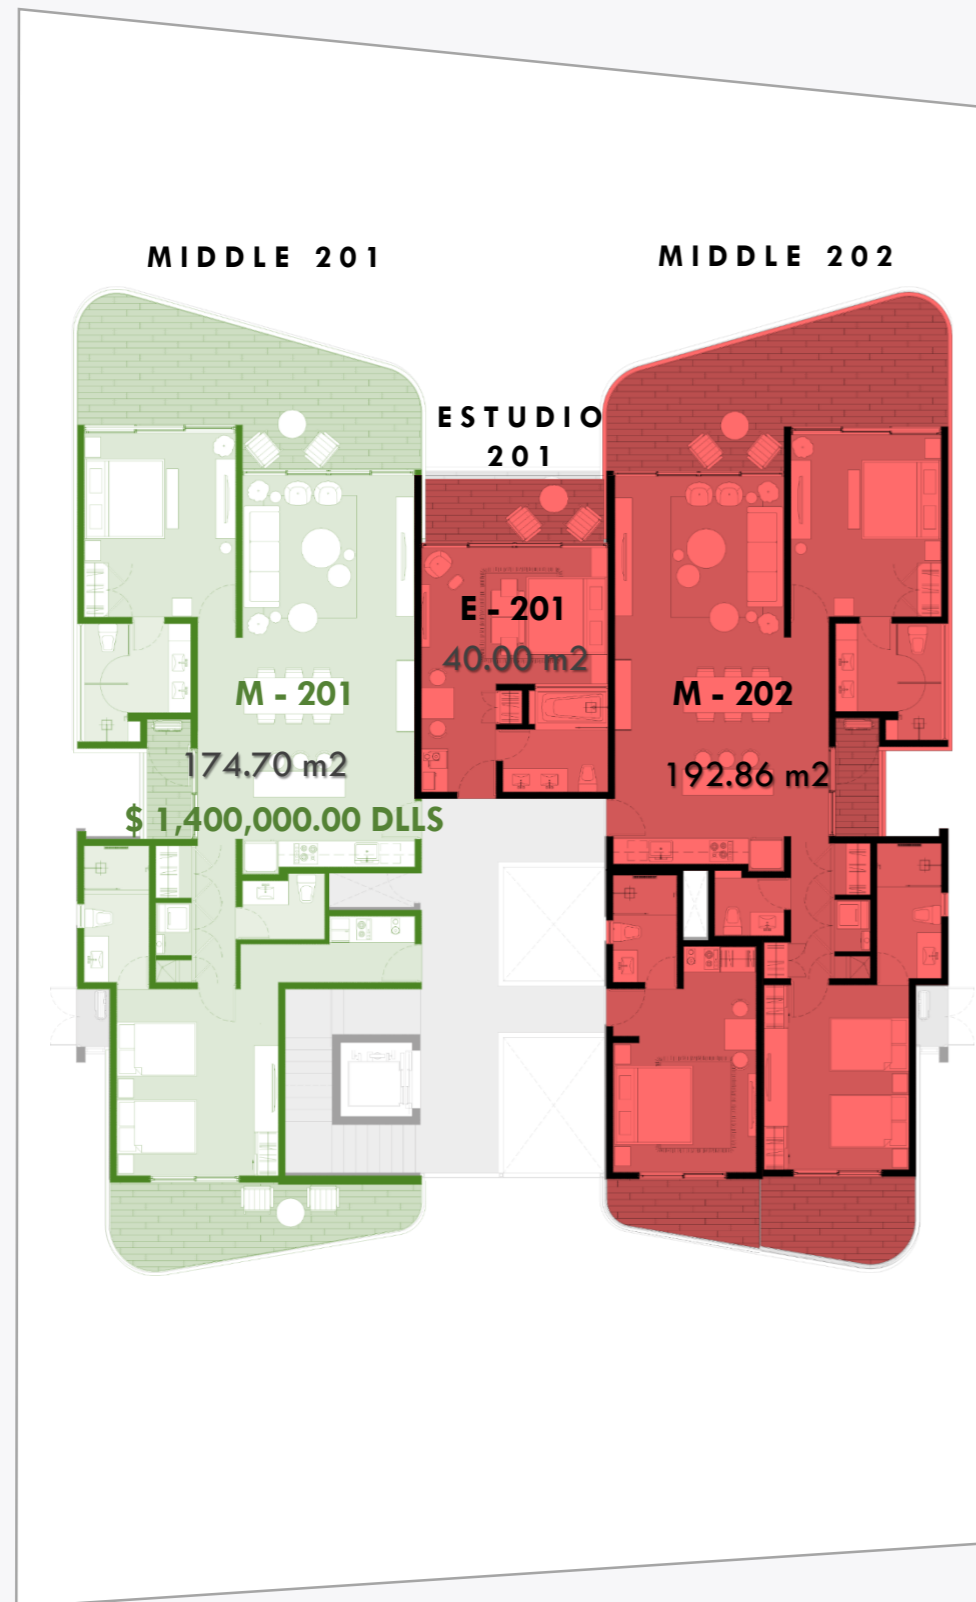 MIDDLE 201
MIDDLE 202
ESTUDIO
201
E - 201
40.00 m2
M - 201
174.70 m2
$ 1,400,000.00 DLLS
M - 202
192.86 m2